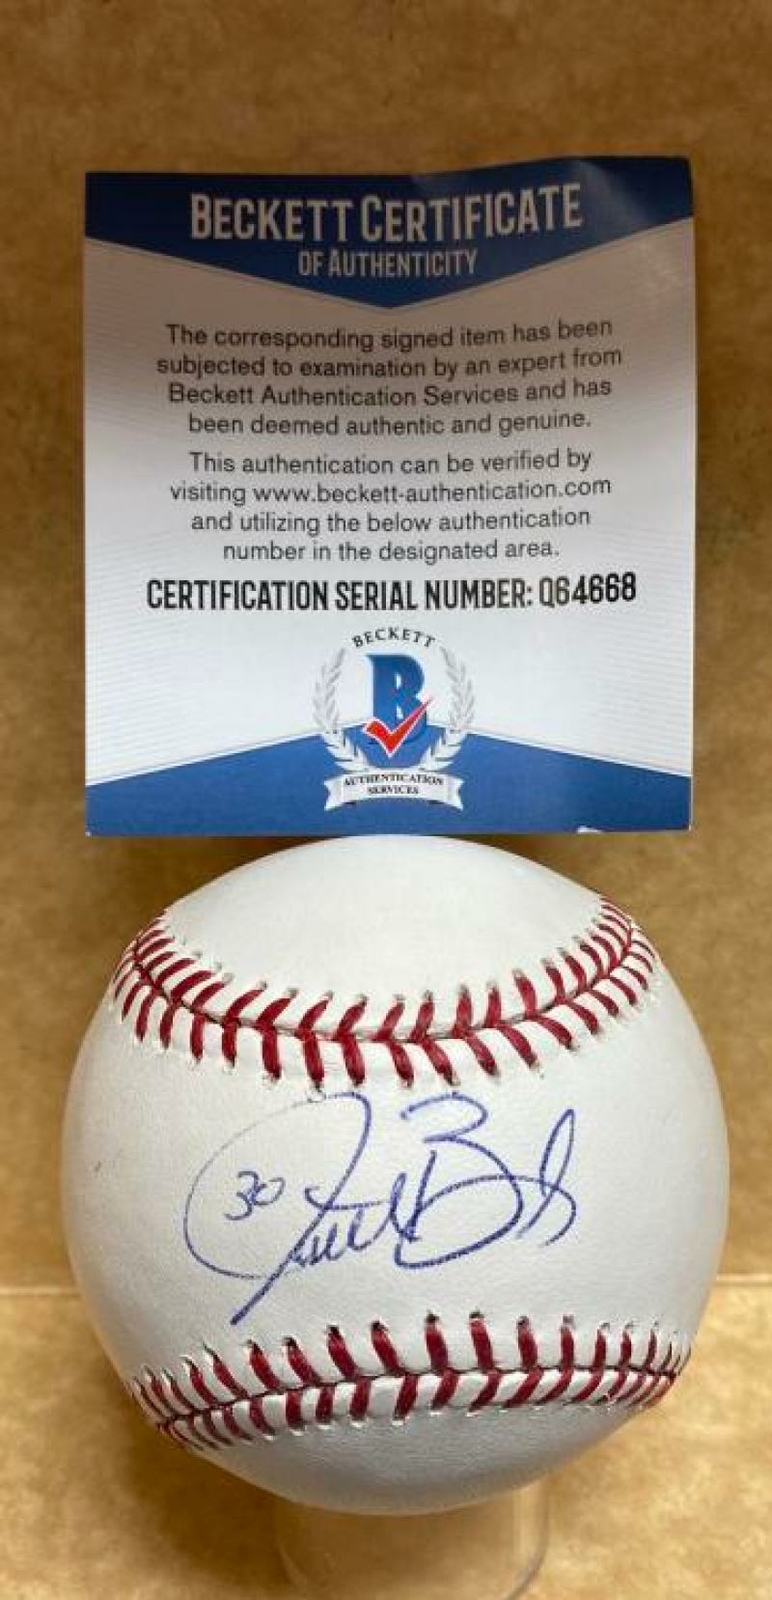 BECKETT CERTIFICATE
OF AUTHENTICITY
The corresponding signed item has been
subjected to examination by an expert from
Beckett Authentication Services and has
been deemed authentic and genuine.
This authentication can be verified by
visiting www.beckett-authentication.com
and utilizing the below authentication
number in the designated area.
CERTIFICATION SERIAL NUMBER: Q64668
BECKETT
B
AUTHENTICATION
SERVICES
30